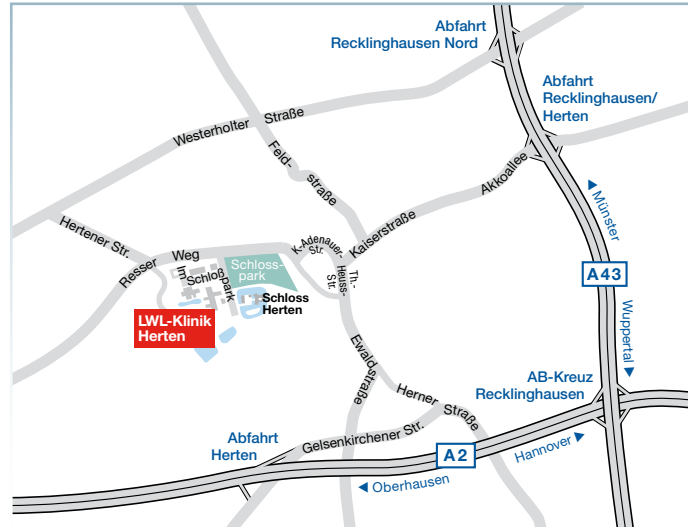 Abfahrt
Recklinghausen Nord
Abfahrt
Recklinghausen/
Herten
Westerholter Straße
Feld-
straße
Akkoallee
Kaiserstraße
Münster
Hertener Str.
Resser Weg
K-Adenauer-
Str.
Im Schloß
park
Schloss-
park
Th.-
Heuss-
Str.
A43
Schloss
Herten
Wuppertal
LWL-Klinik
Herten
Ewaldstraße
AB-Kreuz
Recklinghausen
Herner Straße
Abfahrt
Herten
Gelsenkirchener Str.
A2
Hannover
Oberhausen